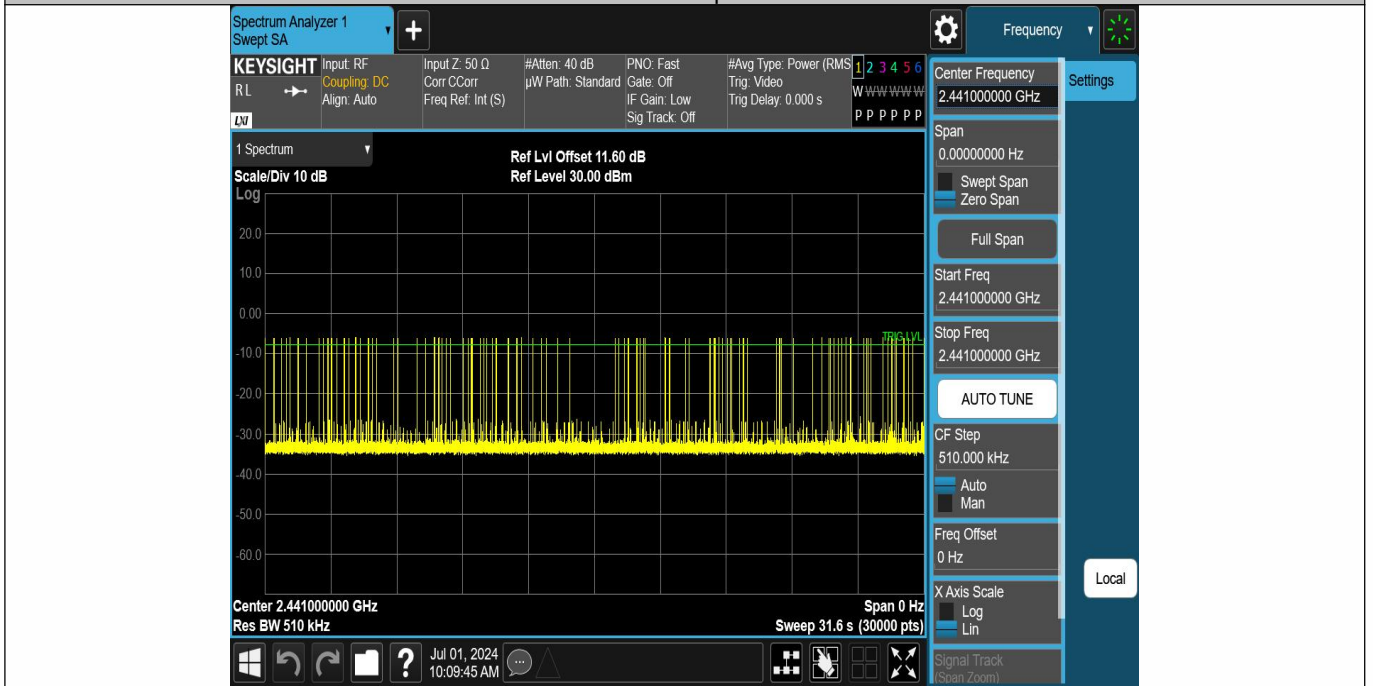 Spectrum Analyzer 1
Swept SA
+
Frequency
KEYSIGHT
Input: RF
Coupling: DC
Align: Auto
Input Z: 50 Ω
Corr CCorr
Freq Ref: Int (S)
#Atten: 40 dB
µW Path: Standard
PNO: Fast
Gate: Off
IF Gain: Low
Sig Track: Off
#Avg Type: Power (RMS
Trig: Video
Trig Delay: 0.000 s
1 2 3 4 5 6
W W W W W W
P P P P P P
R L
LXI
Center Frequency
2.441000000 GHz
Settings
Span
0.00000000 Hz
Swept Span
Zero Span
Full Span
Start Freq
2.441000000 GHz
Stop Freq
2.441000000 GHz
AUTO TUNE
CF Step
510.000 kHz
Auto
Man
Freq Offset
0 Hz
X Axis Scale
Log
Lin
Signal Track
(Span Zoom)
Local
1 Spectrum
Scale/Div 10 dB
Ref Lvl Offset 11.60 dB
Ref Level 30.00 dBm
Log
20.0
10.0
0.00
TRIG LVL
-10.0
-20.0
-30.0
-40.0
-50.0
-60.0
Center 2.441000000 GHz
Span 0 Hz
Res BW 510 kHz
Sweep 31.6 s (30000 pts)
?
Jul 01, 2024
10:09:45 AM